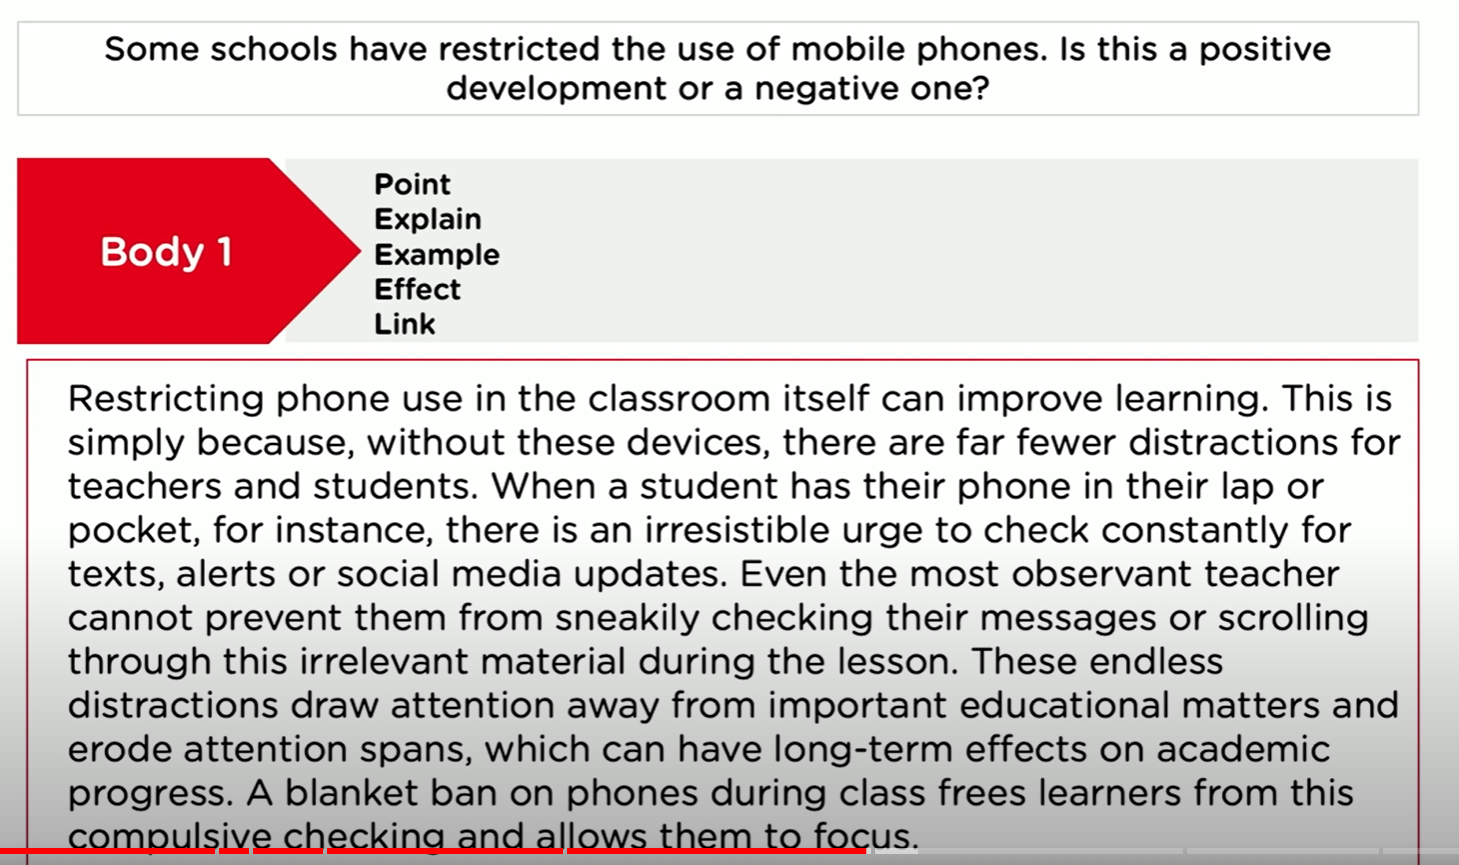 Some schools have restricted the use of mobile phones. Is this a positive
development or a negative one?
Body 1
Point
Explain
Example
Effect
Link
Restricting phone use in the classroom itself can improve learning. This is
simply because, without these devices, there are far fewer distractions for
teachers and students. When a student has their phone in their lap or
pocket, for instance, there is an irresistible urge to check constantly for
texts, alerts or social media updates. Even the most observant teacher
cannot prevent them from sneakily checking their messages or scrolling
through this irrelevant material during the lesson. These endless
distractions draw attention away from important educational matters and
erode attention spans, which can have long-term effects on academic
progress. A blanket ban on phones during class frees learners from this
compulsive checking and allows them to focus.